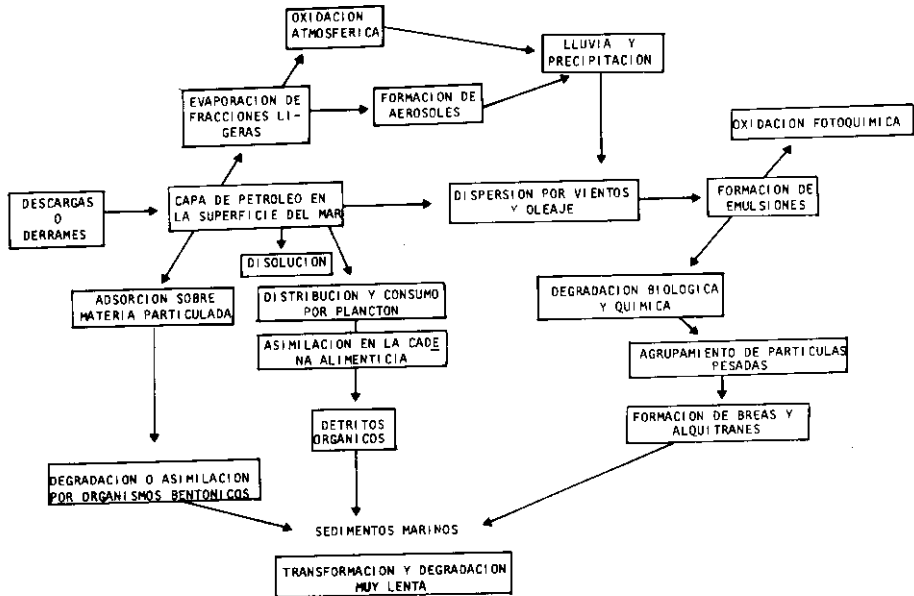 OXIDACION
ATMOSFERICA
LLUVIA Y
PRECIPITACION
EVAPORACION DE
FRACCIONES LI-
GERAS
FORMACION DE
AEROSOLES
OXIDACION FOTOQUIMICA
DESCARGAS
O
DERRAMES
CAPA DE PETROLEO EN
LA SUPERFICIE DEL MAR
DISPERSION POR VIENTOS
Y OLEAJE
FORMACION DE
EMULSIONES
DISOLUCION
ADSORCION SOBRE
MATERIA PARTICULADA
DISTRIBUCION Y CONSUMO
POR PLANCTON
DEGRADACION BIOLOGICA
Y QUIMICA
ASIMILACION EN LA CADE
NA ALIMENTICIA
AGRUPAMIENTO DE PARTICULAS
PESADAS
DETRITOS
ORGANICOS
FORMACION DE BREAS Y
ALQUITRANES
DEGRADACION O ASIMILACION
POR ORGANISMOS BENTONICOS
SEDIMENTOS MARINOS
TRANSFORMACION Y DEGRADACION
MUY LENTA